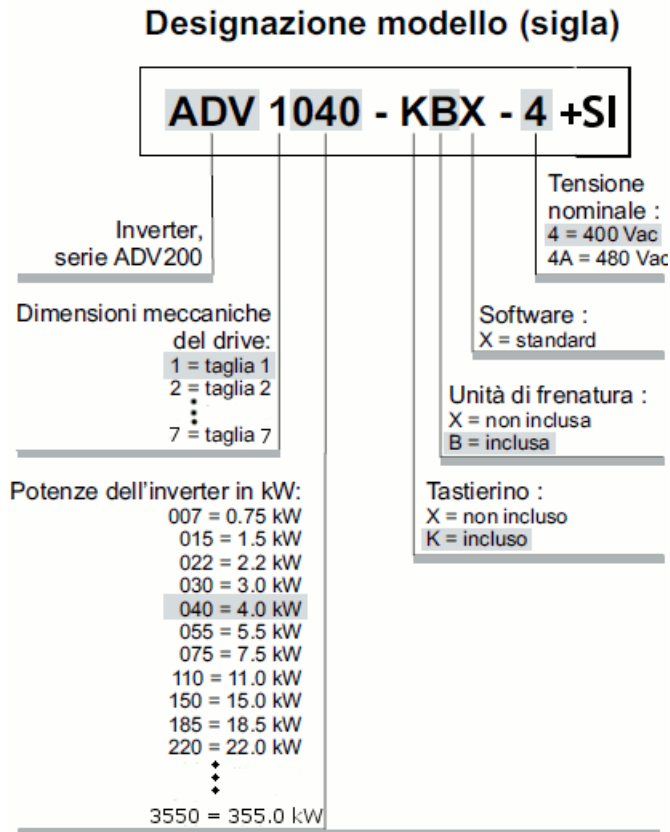 Designazione modello (sigla)
ADV 1040 - KBX - 4 +SI
Inverter,
serie ADV200
Dimensioni meccaniche
del drive:
1 = taglia 1
2 = taglia 2
7 = taglia 7
Potenze dell'inverter in kW:
007 = 0.75 kW
015 = 1.5 kW
022 = 2.2 kW
030 = 3.0 kW
040 = 4.0 kW
055 = 5.5 kW
075 = 7.5 kW
110 = 11.0 kW
150 = 15.0 kW
185 = 18.5 kW
220 = 22.0 kW
3550 = 355.0 kW
Tensione
nominale :
4 = 400 Vac
4A = 480 Vac
Software :
X = standard
Unità di frenatura :
X = non inclusa
B = inclusa
Tastierino :
X = non incluso
K = incluso